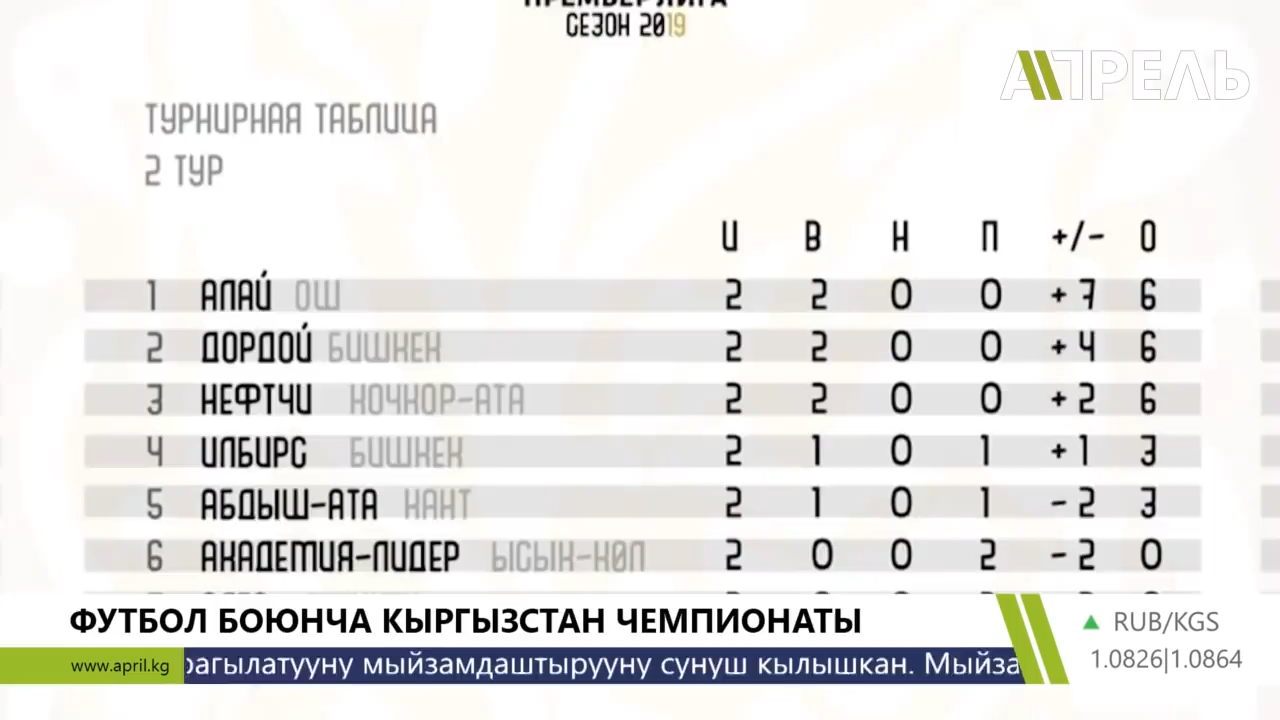 ПРЕМЬЕР ЛИГА
СЕЗОН 2019
АПРЕЛЬ
ТУРНИРНАЯ ТАБЛИЦА
2 ТУР
И В Н П +/- О
1 АЛАЙ ОШ 2 2 0 0 +7 6
2 ДОРДОЙ БИШКЕК 2 2 0 0 +4 6
3 НЕФТЧИ КОЧКОР-АТА 2 2 0 0 +2 6
4 ИЛБИРС БИШКЕК 2 1 0 1 +1 3
5 АБДЫШ-АТА КАНТ 2 1 0 1 -2 3
6 АКАДЕМИЯ-ЛИДЕР ЫСЫК-КӨЛ 2 0 0 2 -2 0
ФУТБОЛ БОЮНЧА КЫРГЫЗСТАН ЧЕМПИОНАТЫ
RUB/KGS
1.0826|1.0864
www.april.kg
рагылатууну мыйзамдаштырууну сунуш кылышкан. Мыйза